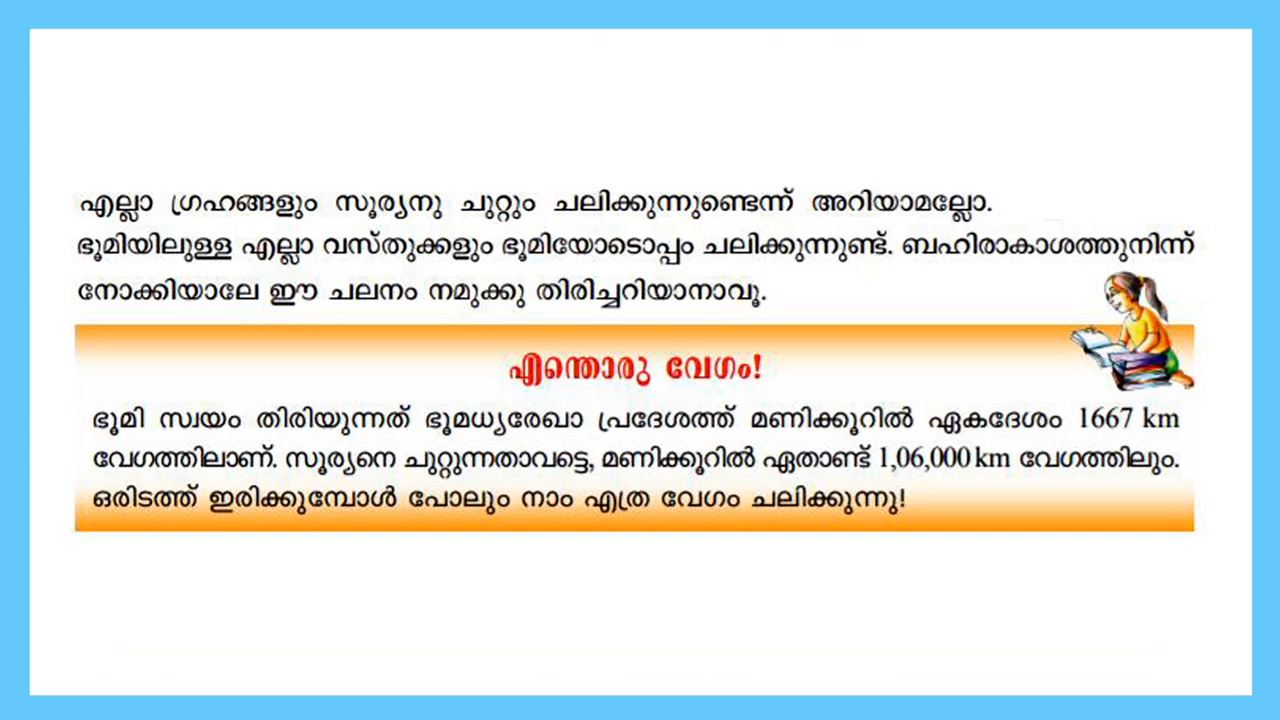 എല്ലാ ഗ്രഹങ്ങളും സൂര്യനു ചുറ്റും ചലിക്കുന്നുണ്ടെന്ന് അറിയാമല്ലോ.
ഭൂമിയിലുള്ള എല്ലാ വസ്തുക്കളും ഭൂമിയോടൊപ്പം ചലിക്കുന്നുണ്ട്. ബഹിരാകാശത്തുനിന്ന്
നോക്കിയാലേ ഈ ചലനം നമുക്കു തിരിച്ചറിയാനാവൂ.
എന്തൊരു വേഗം!
ഭൂമി സ്വയം തിരിയുന്നത് ഭൂമധ്യരേഖാ പ്രദേശത്ത് മണിക്കൂറിൽ ഏകദേശം 1667 km
വേഗത്തിലാണ്. സൂര്യനെ ചുറ്റുന്നതാവട്ടെ, മണിക്കൂറിൽ ഏതാണ്ട് 1,06,000 km വേഗത്തിലും.
ഒരിടത്ത് ഇരിക്കുമ്പോൾ പോലും നാം എത്ര വേഗം ചലിക്കുന്നു!